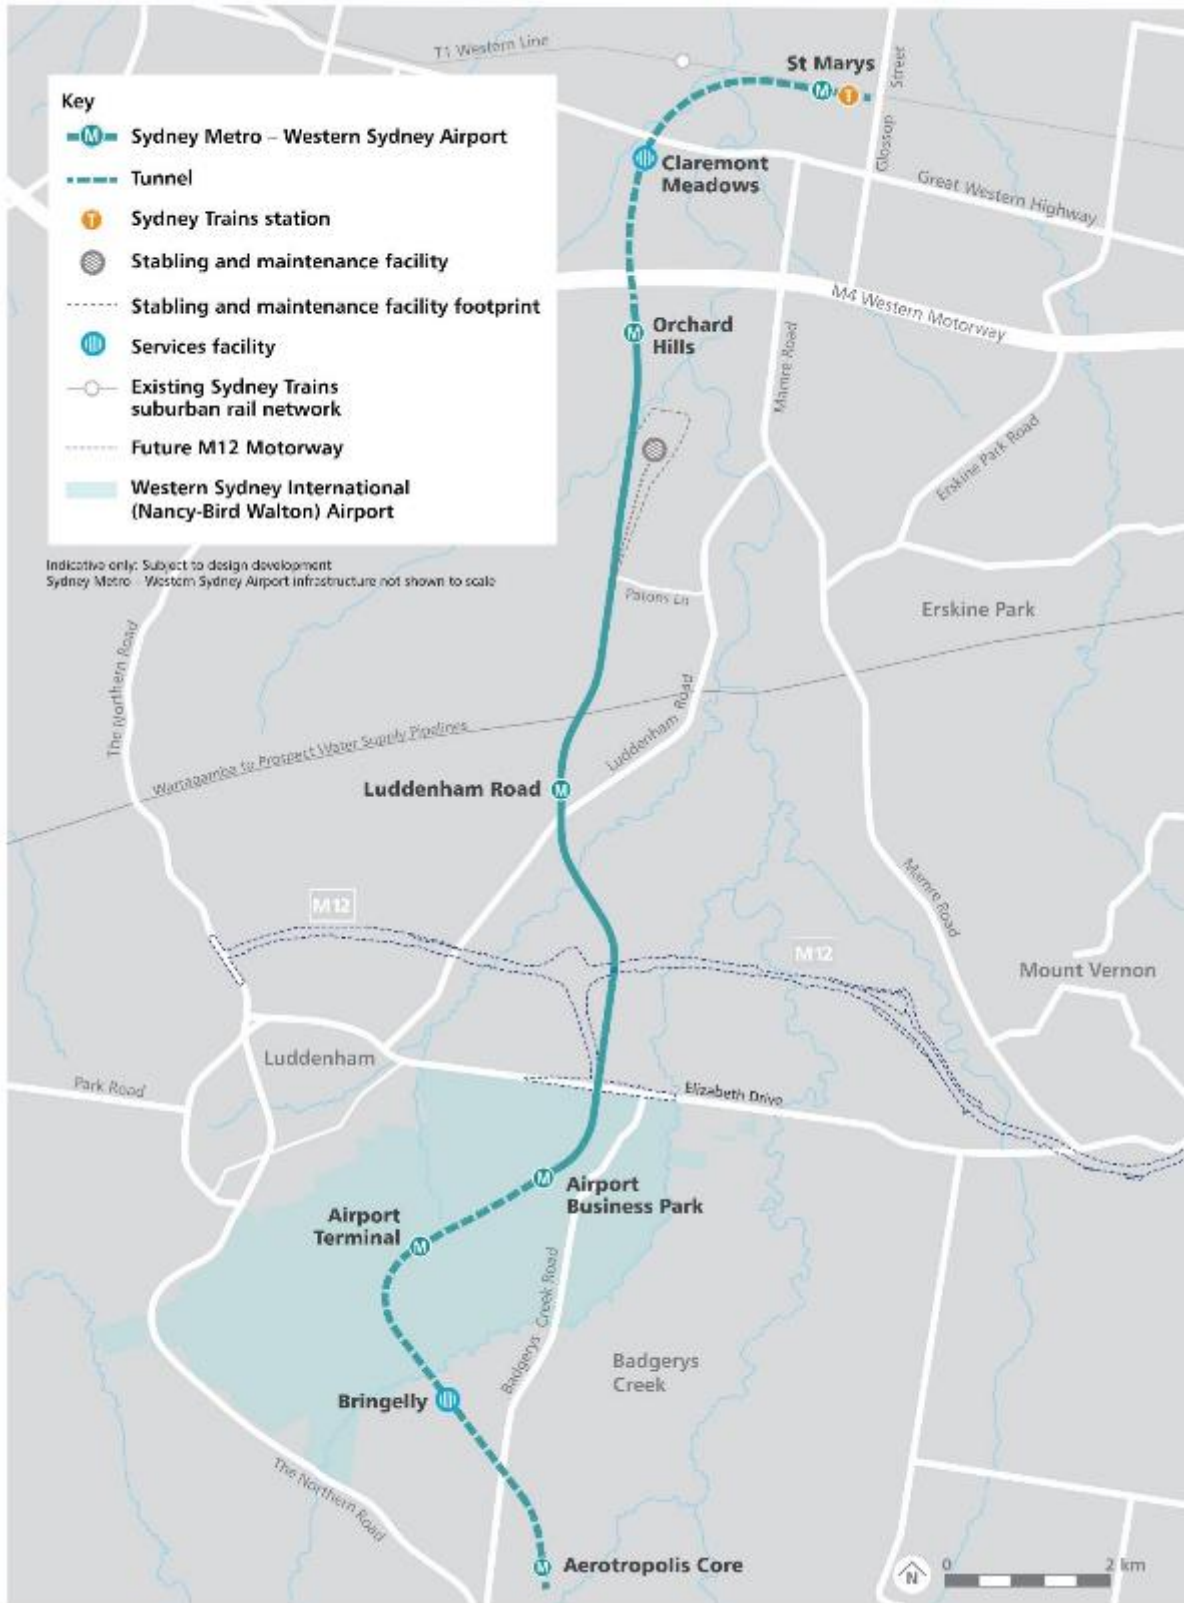 T1 Western Line
St Marys
Glossop Street
Key
M Sydney Metro – Western Sydney Airport
Tunnel
T Sydney Trains station
Stabling and maintenance facility
Stabling and maintenance facility footprint
Services facility
Existing Sydney Trains
suburban rail network
Future M12 Motorway
Western Sydney International
(Nancy-Bird Walton) Airport
M
T
Claremont
Meadows
Great Western Highway
M4 Western Motorway
M
Orchard
Hills
Mamre Road
Erskine Park Road
Indicative only: Subject to design development
Sydney Metro – Western Sydney Airport infrastructure not shown to scale
Patons Ln
Erskine Park
The Northern Road
Luddenham Road
Warragamba to Prospect Water Supply Pipelines
Luddenham Road
M
M12
Mamre Road
M12
Mount Vernon
Luddenham
Park Road
Elizabeth Drive
M
Airport
Business Park
Airport
Terminal
M
Badgerys Creek Road
Badgerys
Creek
Bringelly
The Northern Road
M
Aerotropolis Core
N
0
2 km